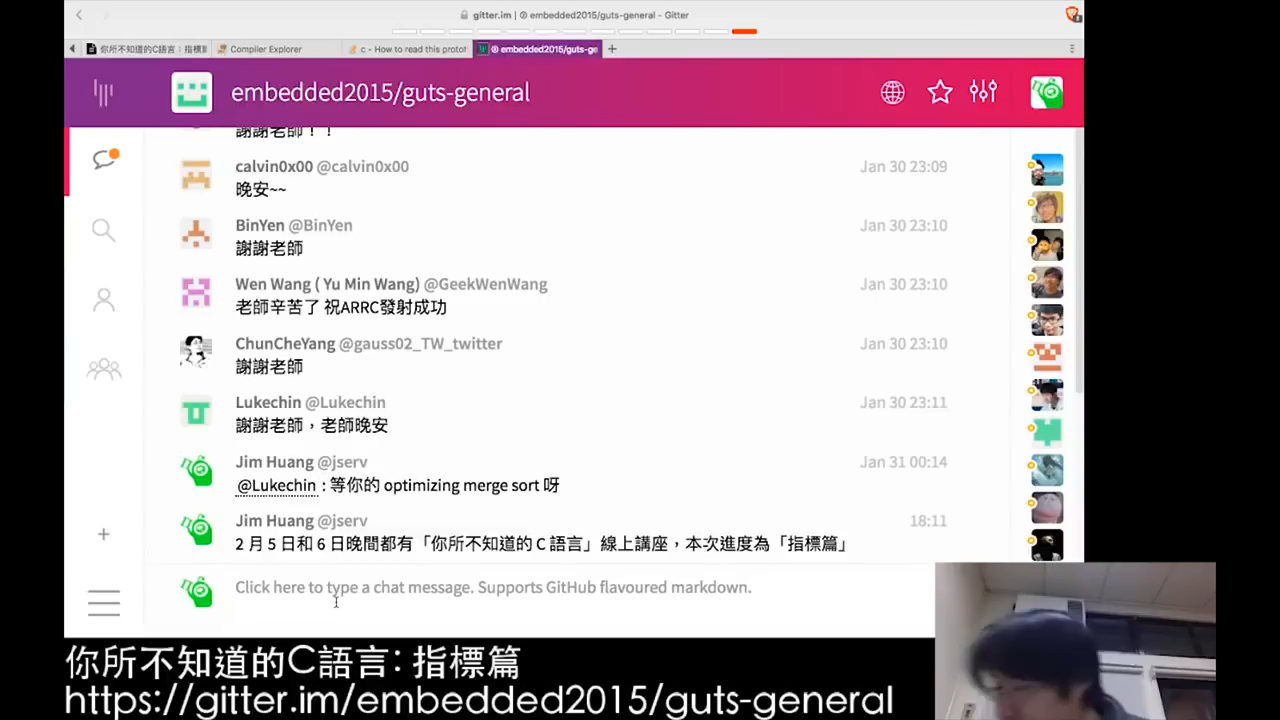 gitter.im | embedded2015/guts-general - Gitter
你所不知道的C語言：指標篇
Compiler Explorer
c - How to read this protot
embedded2015/guts-ge
embedded2015/guts-general
謝謝老師！！
calvin0x00 @calvin0x00 Jan 30 23:09
晚安~~
BinYen @BinYen Jan 30 23:10
謝謝老師
Wen Wang ( Yu Min Wang) @GeekWenWang Jan 30 23:10
老師辛苦了 祝ARRC發射成功
ChunCheYang @gauss02_TW_twitter Jan 30 23:10
謝謝老師
Lukechin @Lukechin Jan 30 23:11
謝謝老師，老師晚安
Jim Huang @jserv Jan 31 00:14
@Lukechin : 等你的 optimizing merge sort 呀
Jim Huang @jserv 18:11
2 月 5 日和 6 日晚間都有「你所不知道的 C 語言」線上講座，本次進度為「指標篇」
Click here to type a chat message. Supports GitHub flavoured markdown.
你所不知道的C語言: 指標篇
https://gitter.im/embedded2015/guts-general